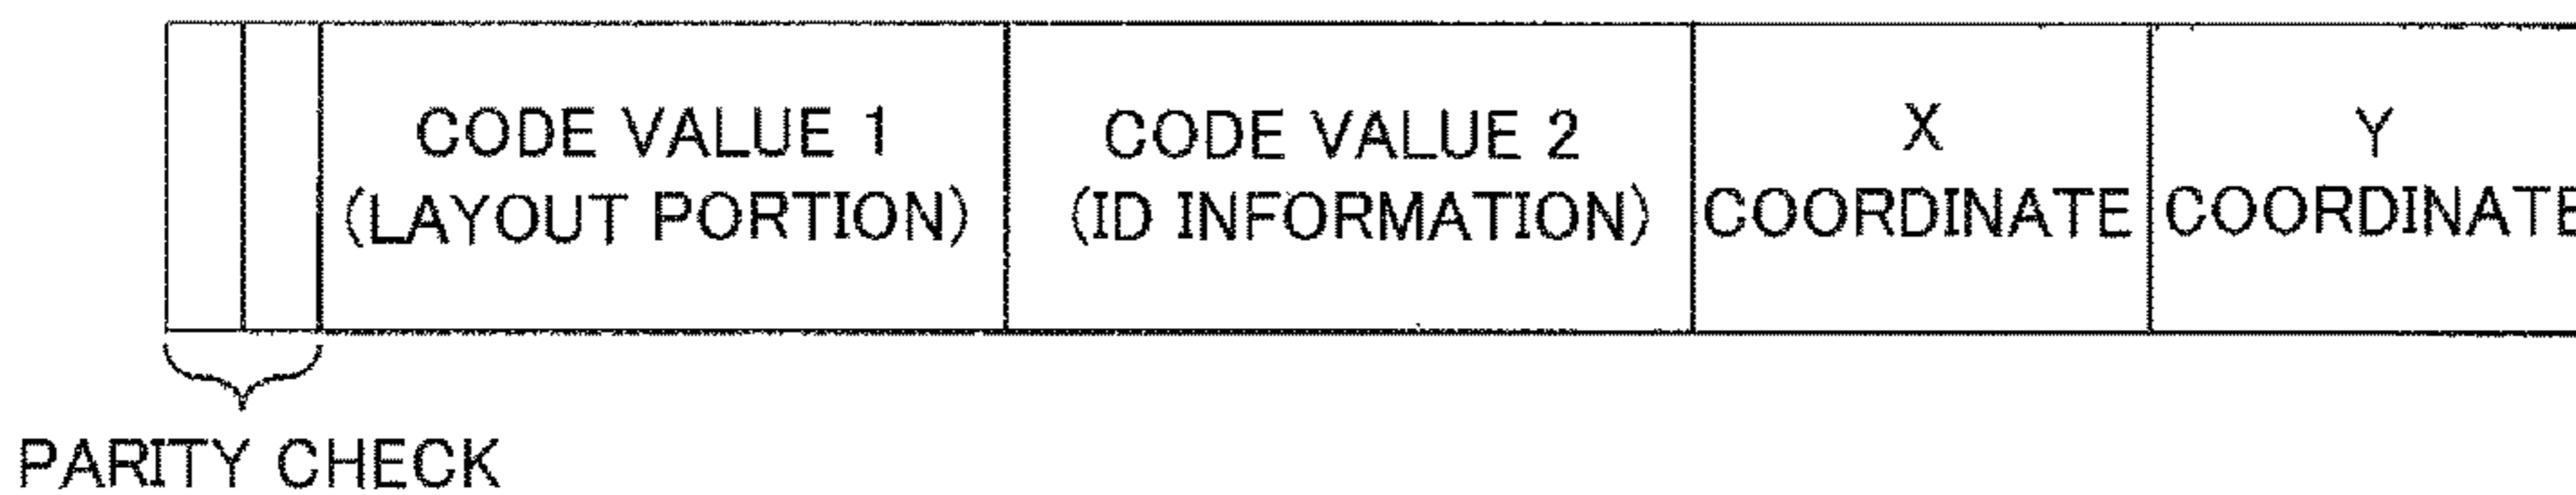 CODE VALUE 1
(LAYOUT PORTION)
CODE VALUE 2
(ID INFORMATION)
X
COORDINATE
Y
COORDINATE
PARITY CHECK